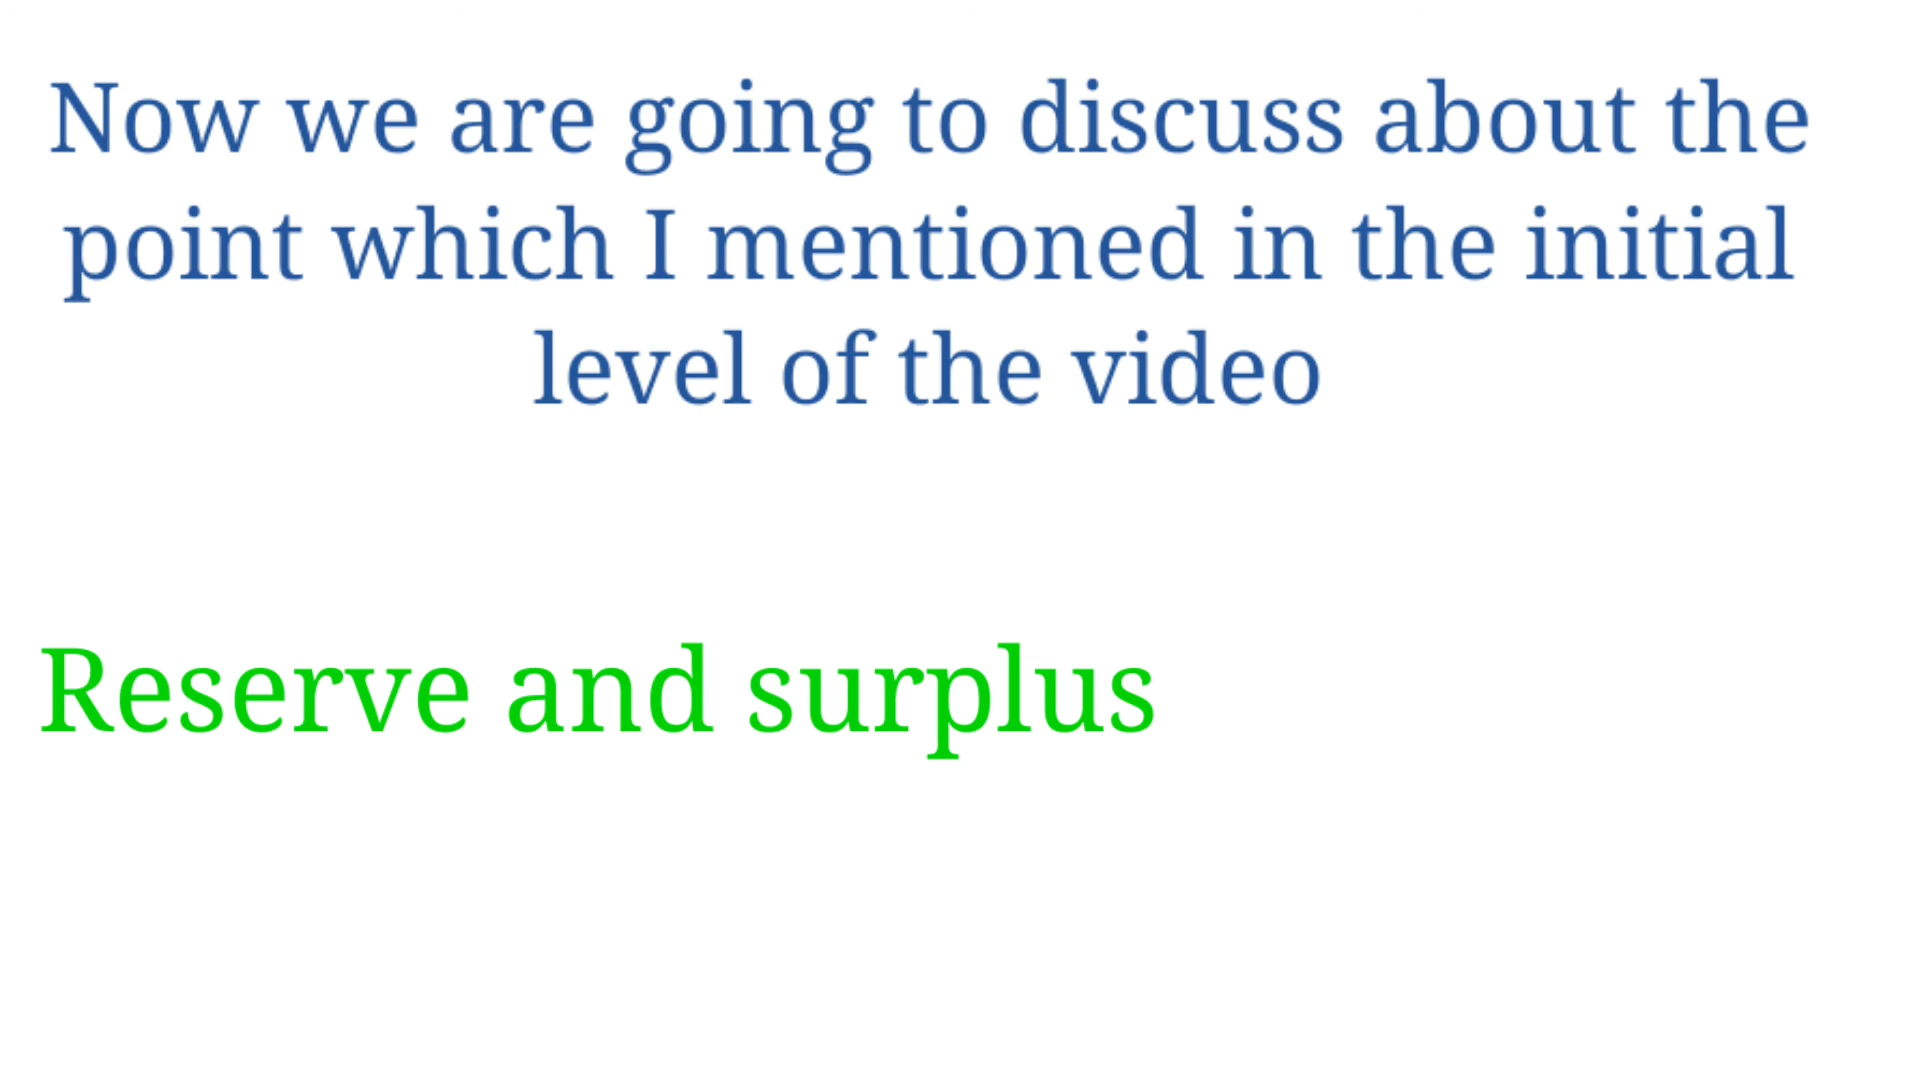 Now we are going to discuss about the
point which I mentioned in the initial
level of the video
Reserve and surplus